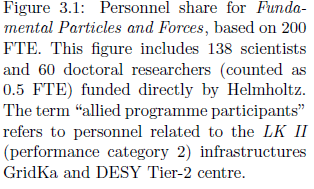 Figure 3.1: Personnel share for Funda-
mental Particles and Forces, based on 200
FTE. This figure includes 138 scientists
and 60 doctoral researchers (counted as
0.5 FTE) funded directly by Helmholtz.
The term “allied programme participants”
refers to personnel related to the LK II
(performance category 2) infrastructures
GridKa and DESY Tier-2 centre.